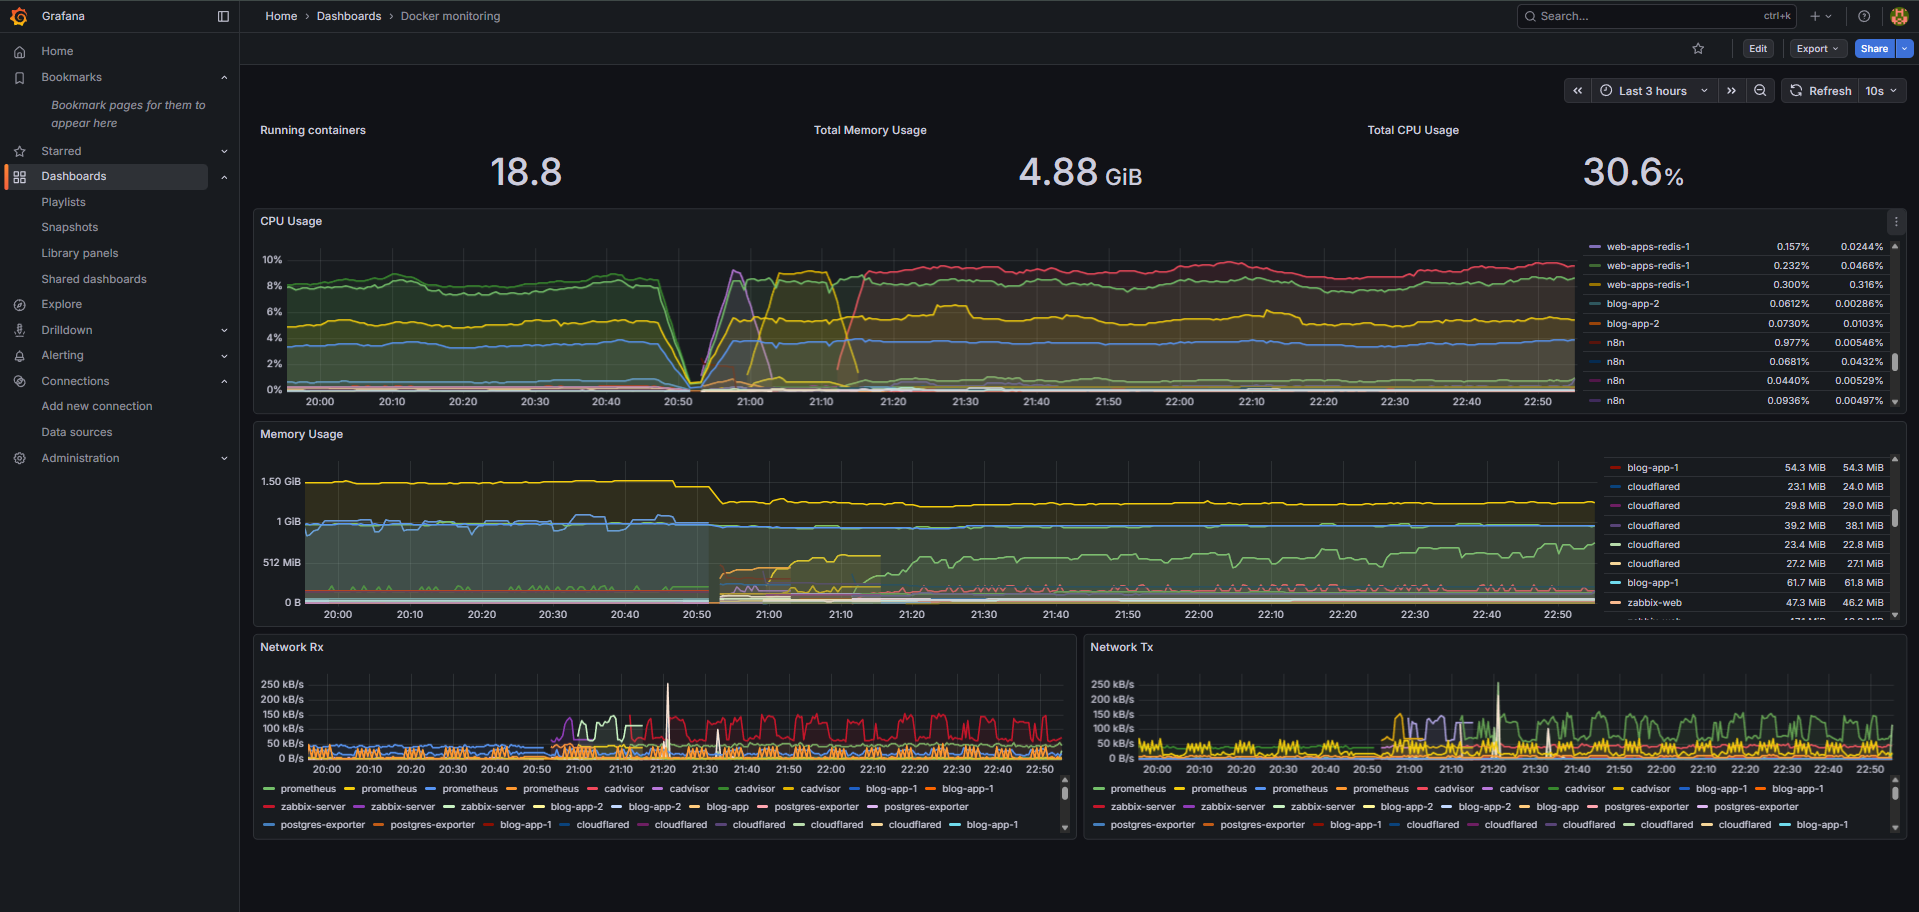 Grafana
Home › Dashboards › Docker monitoring
Search...
ctrl+k
Home
Bookmarks
Bookmark pages for them to
appear here
Starred
Dashboards
Playlists
Snapshots
Library panels
Shared dashboards
Explore
Drilldown
Alerting
Connections
Add new connection
Data sources
Administration
Edit
Export
Share
Last 3 hours
Refresh
10s
Running containers
18.8
Total Memory Usage
4.88 GiB
Total CPU Usage
30.6%
CPU Usage
10%
8%
6%
4%
2%
0%
20:00 20:10 20:20 20:30 20:40 20:50 21:00 21:10 21:20 21:30 21:40 21:50 22:00 22:10 22:20 22:30 22:40 22:50
web-apps-redis-1 0.157% 0.0244%
web-apps-redis-1 0.232% 0.0466%
web-apps-redis-1 0.300% 0.316%
blog-app-2 0.0612% 0.00286%
blog-app-2 0.0730% 0.0103%
n8n 0.977% 0.00546%
n8n 0.0681% 0.0432%
n8n 0.0440% 0.00529%
n8n 0.0936% 0.00497%
Memory Usage
1.50 GiB
1 GiB
512 MiB
0 B
20:00 20:10 20:20 20:30 20:40 20:50 21:00 21:10 21:20 21:30 21:40 21:50 22:00 22:10 22:20 22:30 22:40 22:50
blog-app-1 54.3 MiB 54.3 MiB
cloudflared 23.1 MiB 24.0 MiB
cloudflared 29.8 MiB 29.0 MiB
cloudflared 39.2 MiB 38.1 MiB
cloudflared 23.4 MiB 22.8 MiB
cloudflared 27.2 MiB 27.1 MiB
blog-app-1 61.7 MiB 61.8 MiB
zabbix-web 47.3 MiB 46.2 MiB
Network Rx
250 kB/s
200 kB/s
150 kB/s
100 kB/s
50 kB/s
0 B/s
20:00 20:10 20:20 20:30 20:40 20:50 21:00 21:10 21:20 21:30 21:40 21:50 22:00 22:10 22:20 22:30 22:40 22:50
prometheus prometheus prometheus prometheus cadvisor cadvisor cadvisor cadvisor blog-app-1 blog-app-1
zabbix-server zabbix-server zabbix-server blog-app-2 blog-app-2 blog-app postgres-exporter postgres-exporter
postgres-exporter postgres-exporter blog-app-1 cloudflared cloudflared cloudflared cloudflared cloudflared blog-app-1
Network Tx
250 kB/s
200 kB/s
150 kB/s
100 kB/s
50 kB/s
0 B/s
20:00 20:10 20:20 20:30 20:40 20:50 21:00 21:10 21:20 21:30 21:40 21:50 22:00 22:10 22:20 22:30 22:40 22:50
prometheus prometheus prometheus prometheus cadvisor cadvisor cadvisor cadvisor blog-app-1 blog-app-1
zabbix-server zabbix-server zabbix-server blog-app-2 blog-app-2 blog-app postgres-exporter postgres-exporter
postgres-exporter postgres-exporter blog-app-1 cloudflared cloudflared cloudflared cloudflared cloudflared blog-app-1